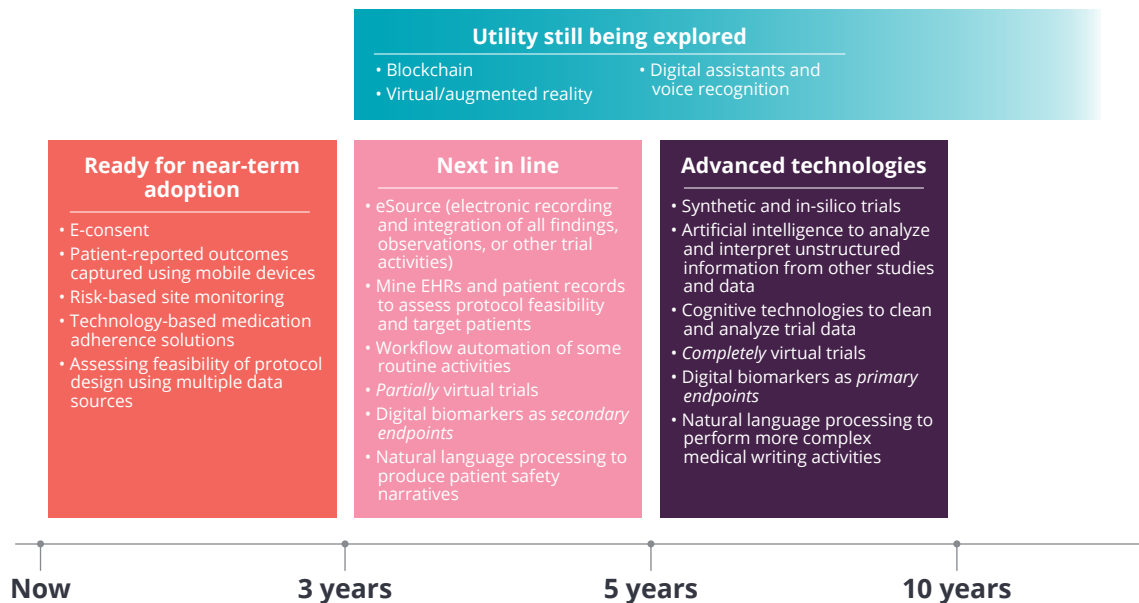 Utility still being explored
• Blockchain
• Virtual/augmented reality
• Digital assistants and
voice recognition
Ready for near-term
adoption
• E-consent
• Patient-reported outcomes
captured using mobile devices
• Risk-based site monitoring
• Technology-based medication
adherence solutions
• Assessing feasibility of protocol
design using multiple data
sources
Next in line
• eSource (electronic recording
and integration of all findings,
observations, or other trial
activities)
• Mine EHRs and patient records
to assess protocol feasibility
and target patients
• Workflow automation of some
routine activities
• Partially virtual trials
• Digital biomarkers as secondary
endpoints
• Natural language processing to
produce patient safety
narratives
Advanced technologies
• Synthetic and in-silico trials
• Artificial intelligence to analyze
and interpret unstructured
information from other studies
and data
• Cognitive technologies to clean
and analyze trial data
• Completely virtual trials
• Digital biomarkers as primary
endpoints
• Natural language processing to
perform more complex
medical writing activities
Now
3 years
5 years
10 years